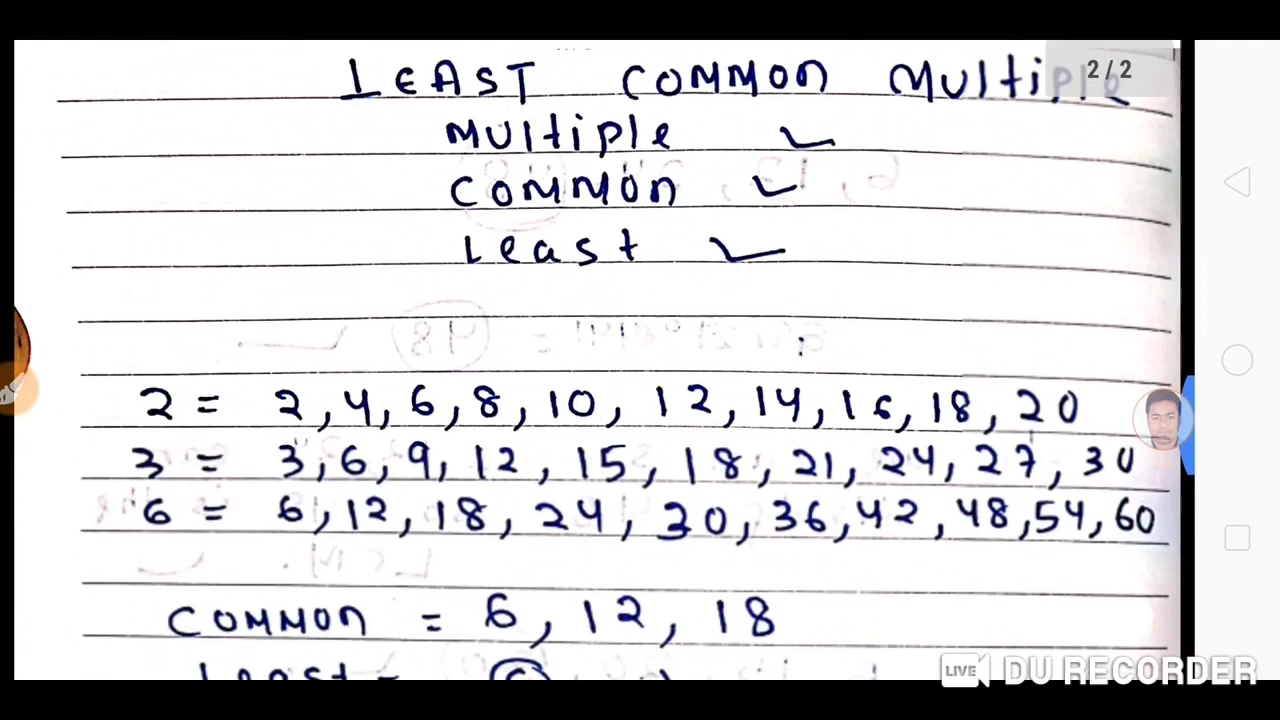 2/2
LEAST COMMON MULTIPLE
MULTIPLE
COMMON
Least
2 = 2, 4, 6, 8, 10, 12, 14, 16, 18, 20
3 = 3, 6, 9, 12, 15, 18, 21, 24, 27, 30
6 = 6, 12, 18, 24, 30, 36, 42, 48, 54, 60
COMMON = 6, 12, 18
Least =
LIVE DU RECORDER